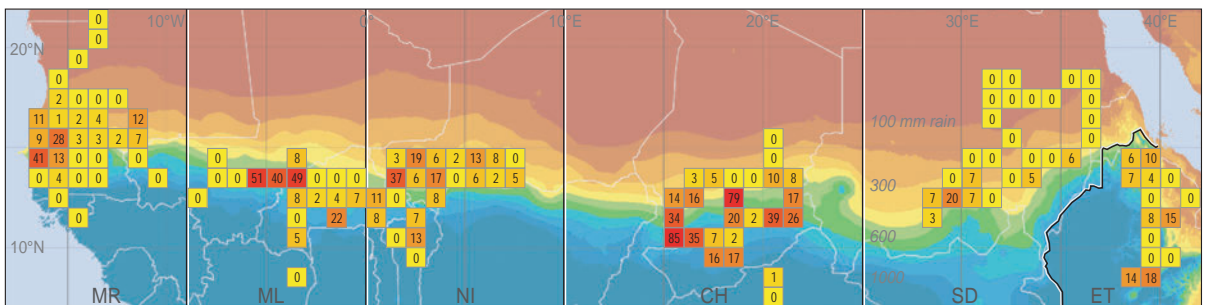 10°W 0° 0°E 20°E 30°E 40°E
0
0
20°N
0
0 0 0 0 0
2 0 0 0 0 0 0 0 0
11 1 2 4 12 100 mm rain 0 0
9 28 3 3 2 7 0 0 0
41 13 0 0 0 0 8 3 19 6 2 13 8 0 0 0 0 0 0 6 6 10
0 4 0 0 0 0 0 51 40 49 0 0 0 37 6 17 0 6 2 5 3 5 0 0 10 8 300 0 7 0 5 7 4 0
0 0 8 2 4 7 11 0 8 14 16 79 17 7 20 7 0 0 0
0 0 22 8 7 34 20 2 39 26 3 8 15
10°N 5 0 13 85 35 7 2 600 0 0
0 16 17 0 0
0 1 1000 14 18
MR ML NI CH 0 SD ET